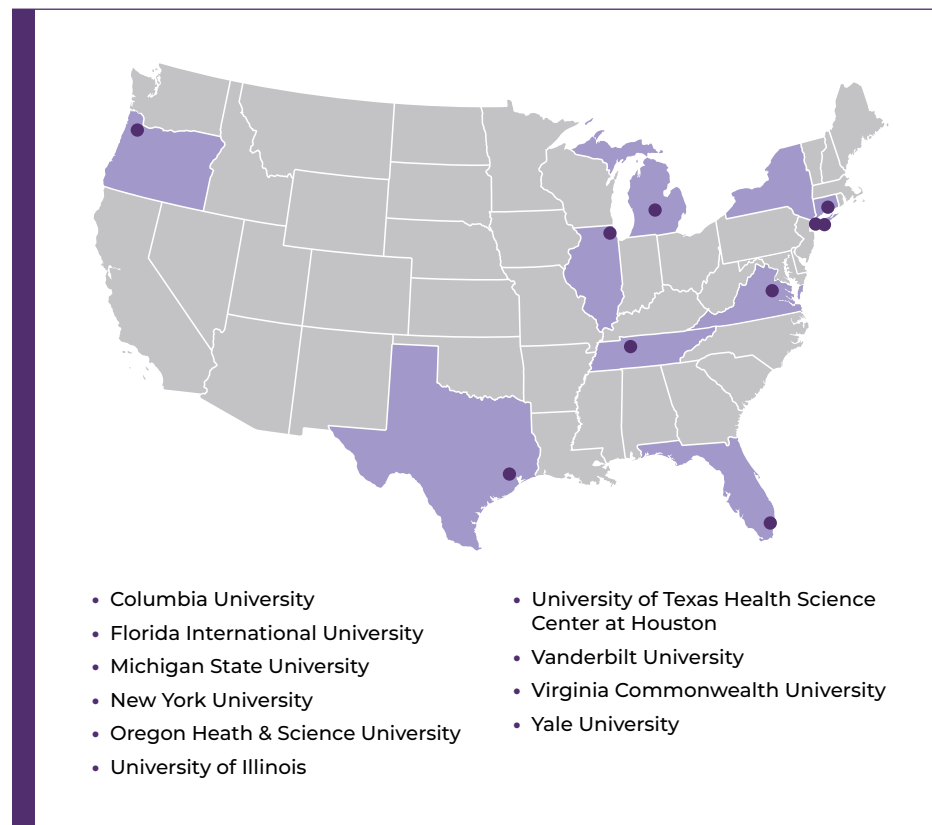 • Columbia University
• Florida International University
• Michigan State University
• New York University
• Oregon Heath & Science University
• University of Illinois
• University of Texas Health Science
Center at Houston
• Vanderbilt University
• Virginia Commonwealth University
• Yale University